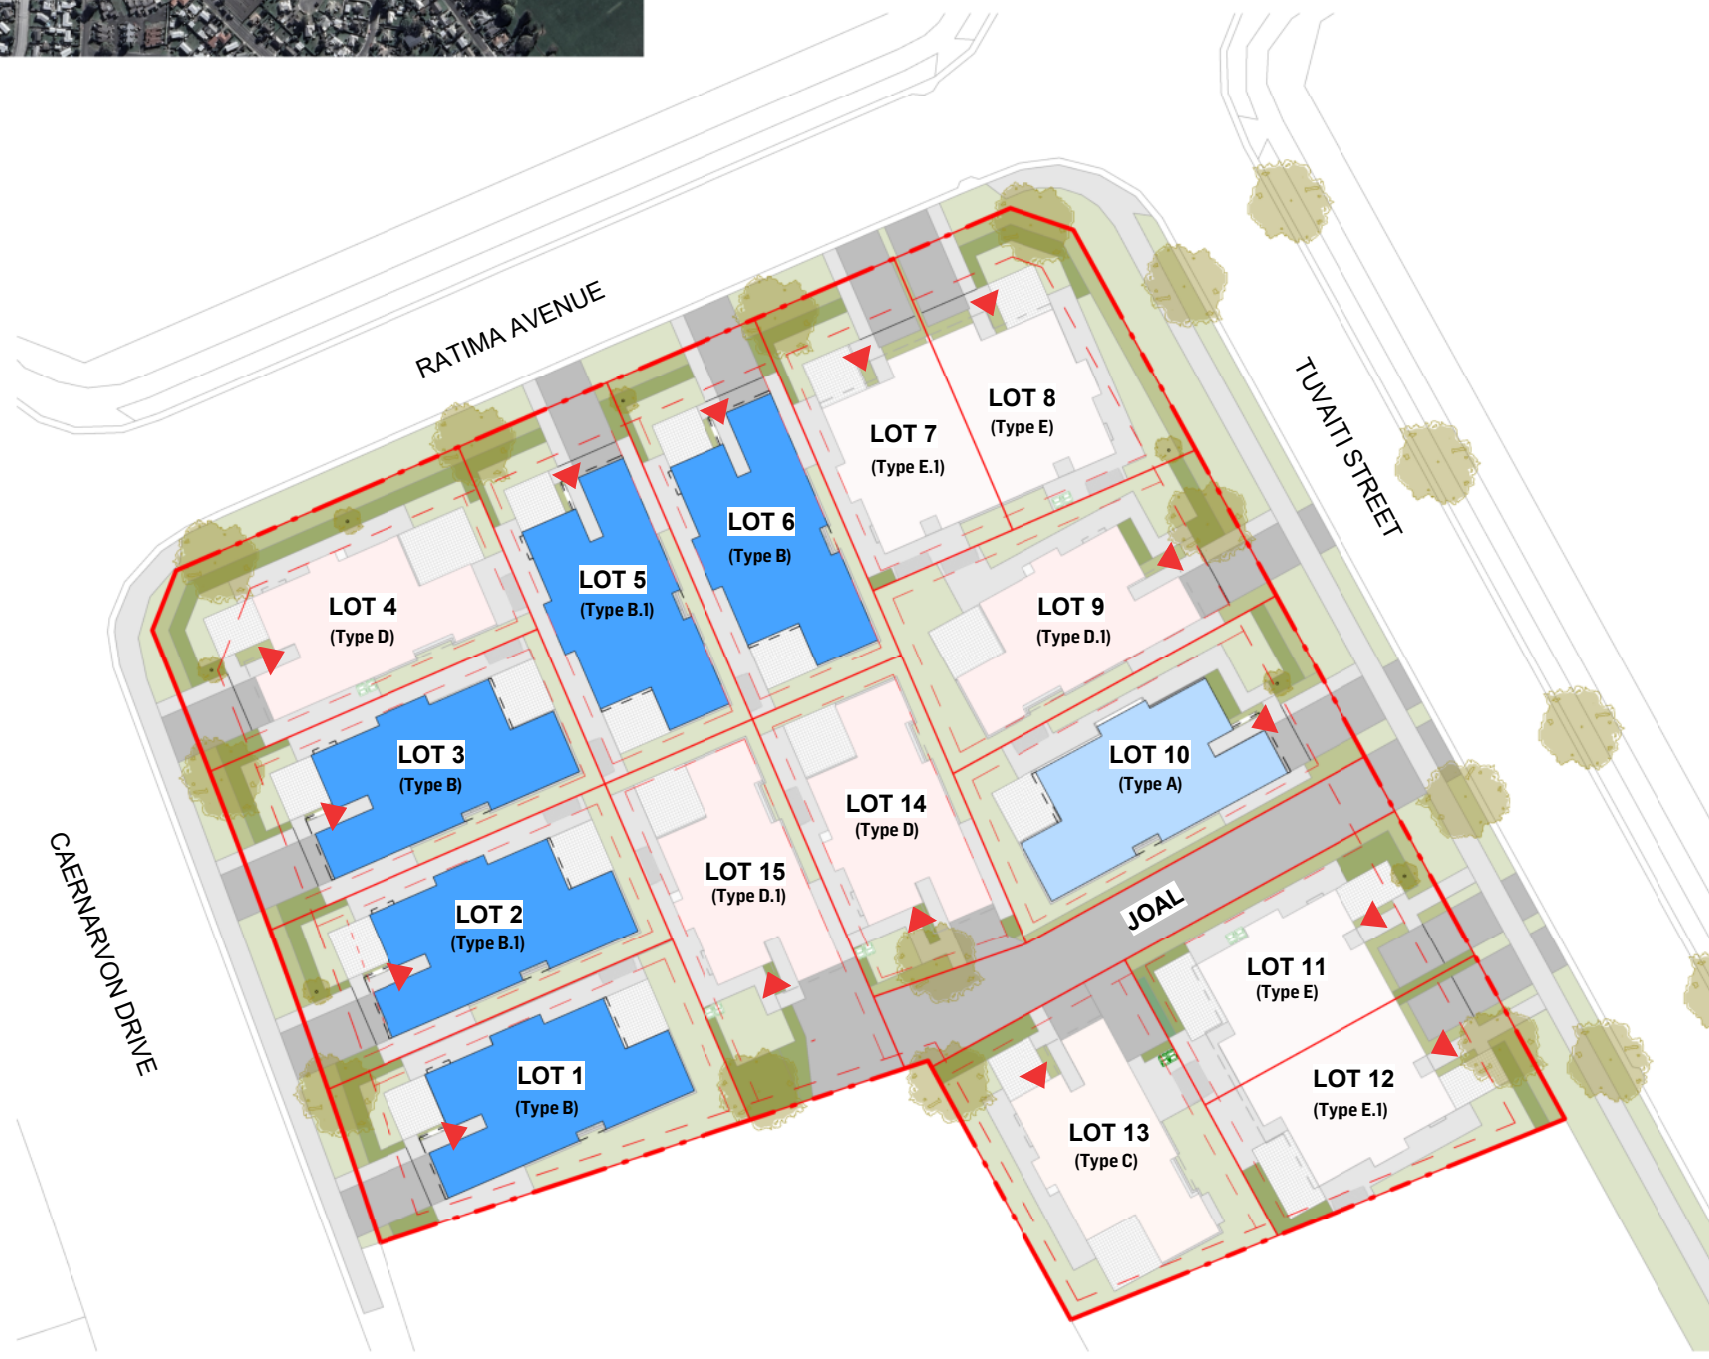 RATIMA AVENUE
TUVAITI STREET
CAERNARVON DRIVE
JOAL
LOT 8
(Type E)
LOT 7
(Type E.1)
LOT 6
(Type B)
LOT 5
(Type B.1)
LOT 4
(Type D)
LOT 9
(Type D.1)
LOT 3
(Type B)
LOT 10
(Type A)
LOT 14
(Type D)
LOT 15
(Type D.1)
LOT 2
(Type B.1)
LOT 11
(Type E)
LOT 1
(Type B)
LOT 12
(Type E.1)
LOT 13
(Type C)